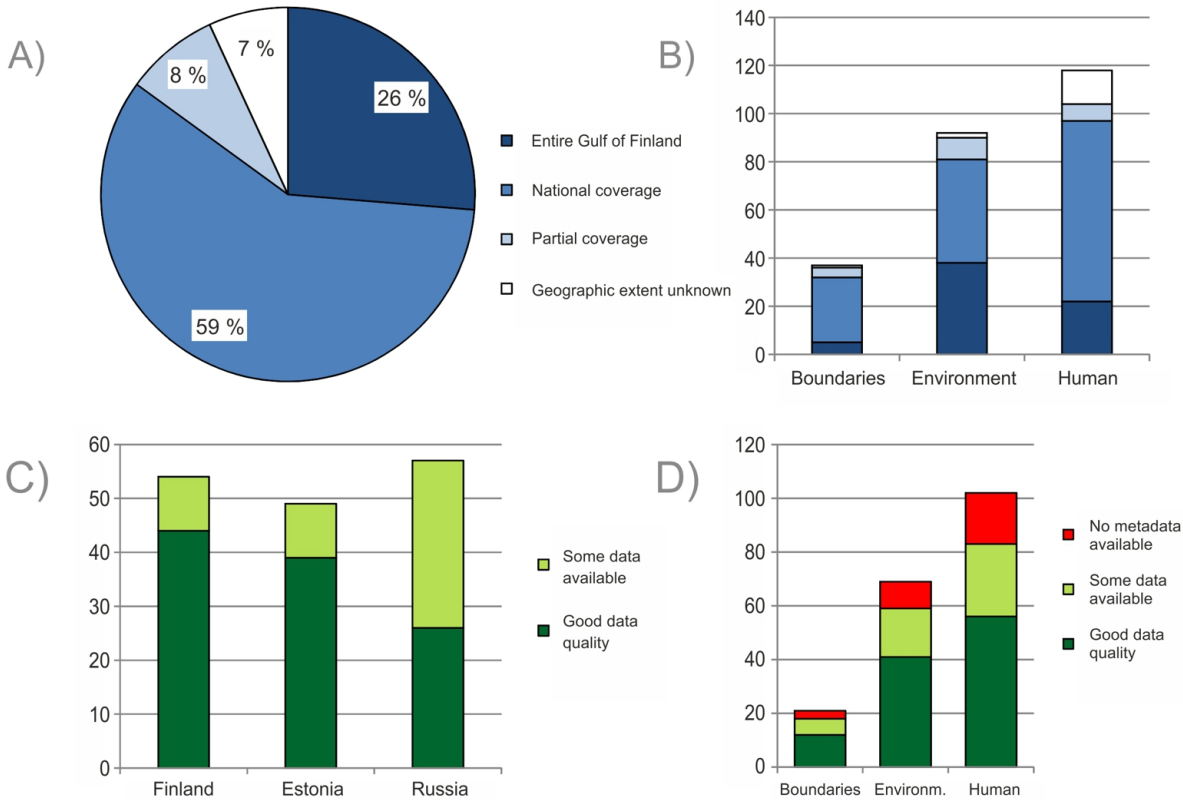 A)
7 %
8 %
26 %
59 %
Entire Gulf of Finland
National coverage
Partial coverage
Geographic extent unknown
B)
140
120
100
80
60
40
20
0
Boundaries
Environment
Human
C)
60
50
40
30
20
10
0
Finland
Estonia
Russia
Some data
available
Good data
quality
D)
120
100
80
60
40
20
0
Boundaries
Environm.
Human
No metadata
available
Some data
available
Good data
quality